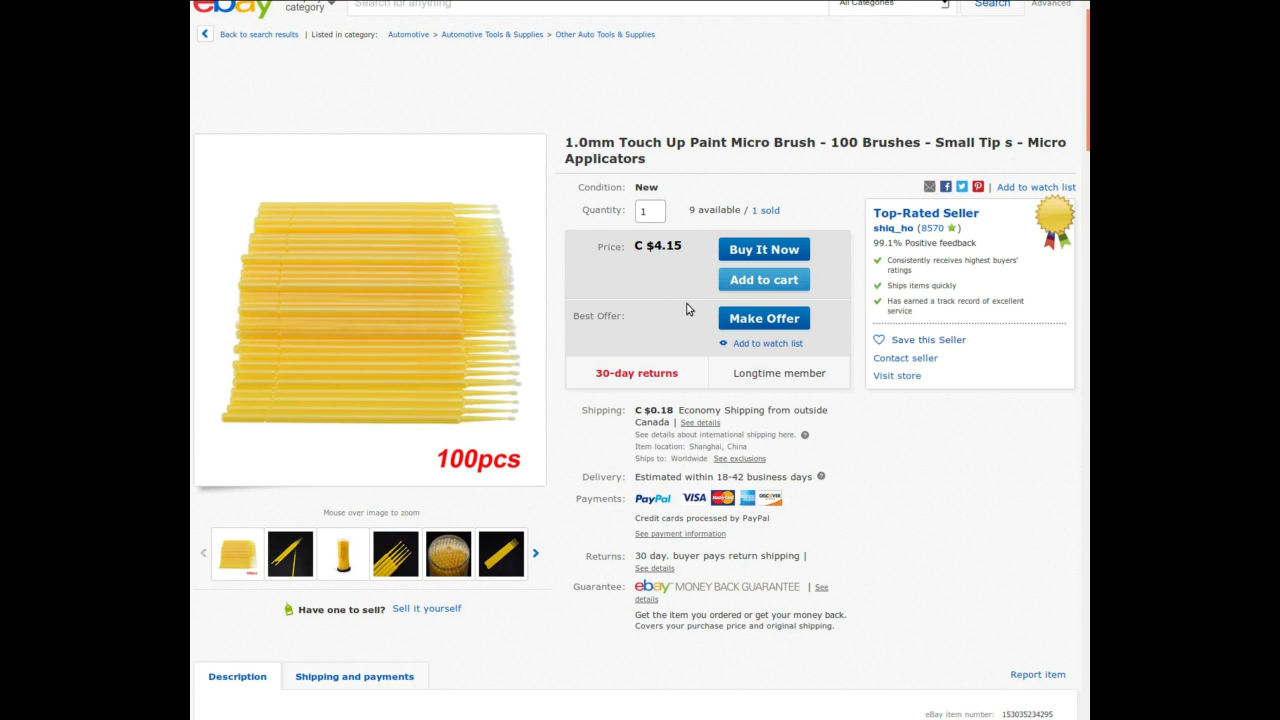 ebay
category
Search for anything
All Categories
Search
Advanced
Back to search results | Listed in category: Automotive > Automotive Tools & Supplies > Other Auto Tools & Supplies
1.0mm Touch Up Paint Micro Brush - 100 Brushes - Small Tip s - Micro
Applicators
Condition: New
| Add to watch list
Quantity: 1 9 available / 1 sold
Top-Rated Seller
shiq_ho (8570)
99.1% Positive feedback
Consistently receives highest buyers'
ratings
Ships items quickly
Has earned a track record of excellent
service
Save this Seller
Contact seller
Visit store
Price: C $4.15
Buy It Now
Add to cart
Best Offer:
Make Offer
Add to watch list
30-day returns
Longtime member
Shipping: C $0.18 Economy Shipping from outside
Canada | See details
See details about international shipping here.
Item location: Shanghai, China
Ships to: Worldwide See exclusions
Delivery: Estimated within 18-42 business days
Payments: PayPal VISA MasterCard DISCOVER
Credit cards processed by PayPal
See payment information
Returns: 30 day. buyer pays return shipping |
See details
Guarantee: ebay MONEY BACK GUARANTEE | See
details
Get the item you ordered or get your money back.
Covers your purchase price and original shipping.
100pcs
Mouse over image to zoom
Have one to sell? Sell it yourself
Description
Shipping and payments
Report item
eBay item number: 153035234295